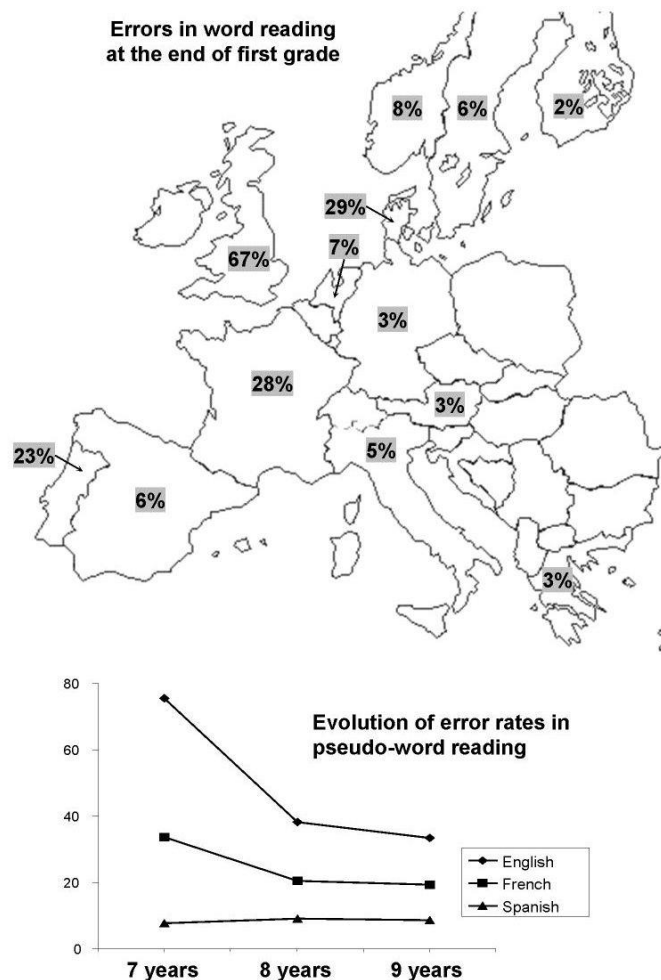 Errors in word reading
at the end of first grade
8%
6%
2%
29%
7%
67%
3%
28%
3%
5%
23%
6%
3%
80
Evolution of error rates in
pseudo-word reading
60
40
English
French
Spanish
20
0
7 years 8 years 9 years